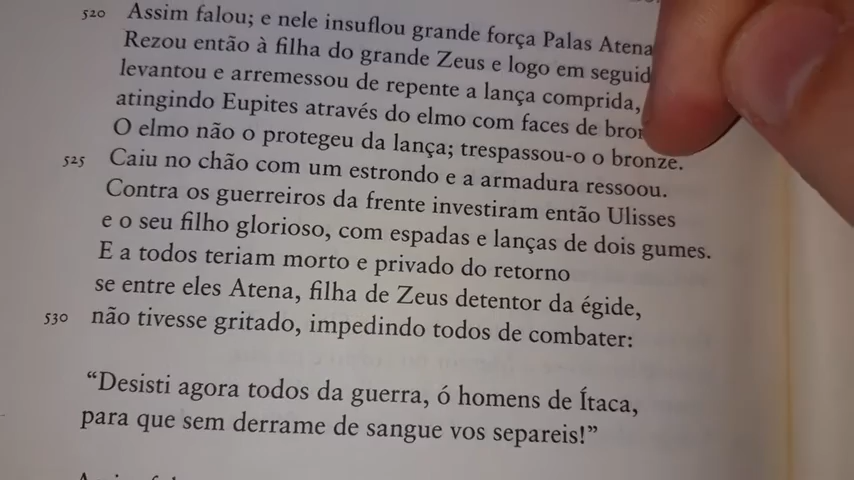 520 Assim falou; e nele insuflou grande força Palas Atena
Rezou então à filha do grande Zeus e logo em seguid
levantou e arremessou de repente a lança comprida,
atingindo Eupites através do elmo com faces de bron
O elmo não o protegeu da lança; trespassou-o o bronze.
525 Caiu no chão com um estrondo e a armadura ressoou.
Contra os guerreiros da frente investiram então Ulisses
e o seu filho glorioso, com espadas e lanças de dois gumes.
E a todos teriam morto e privado do retorno
se entre eles Atena, filha de Zeus detentor da égide,
530 não tivesse gritado, impedindo todos de combater:
“Desisti agora todos da guerra, ó homens de Ítaca,
para que sem derrame de sangue vos separeis!”